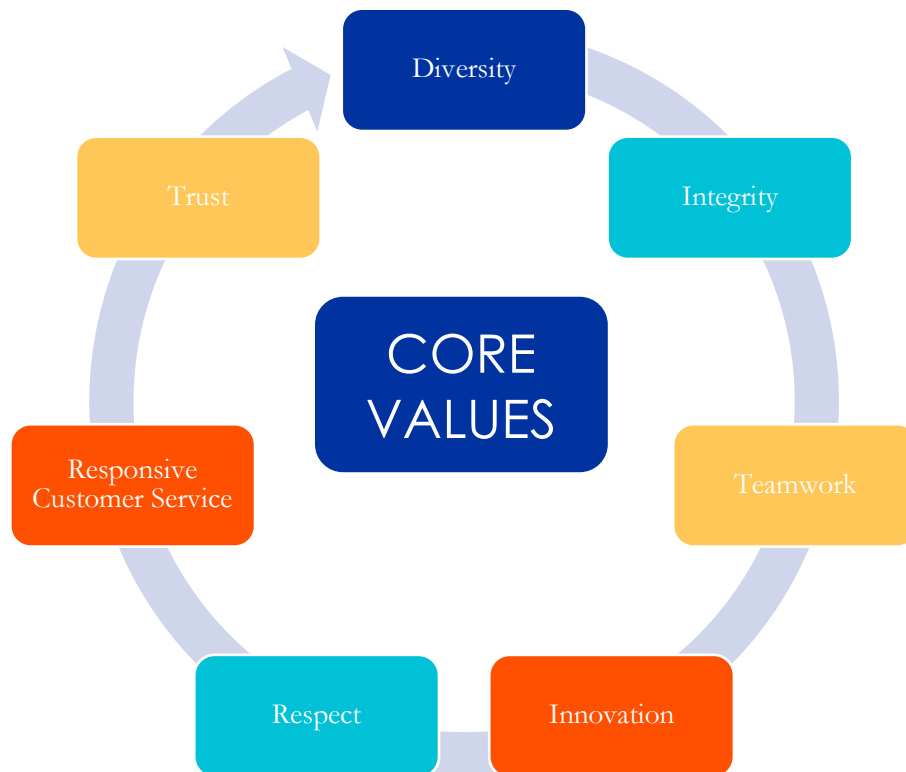 Diversity
Integrity
Teamwork
Innovation
Respect
Responsive
Customer Service
Trust
CORE
VALUES